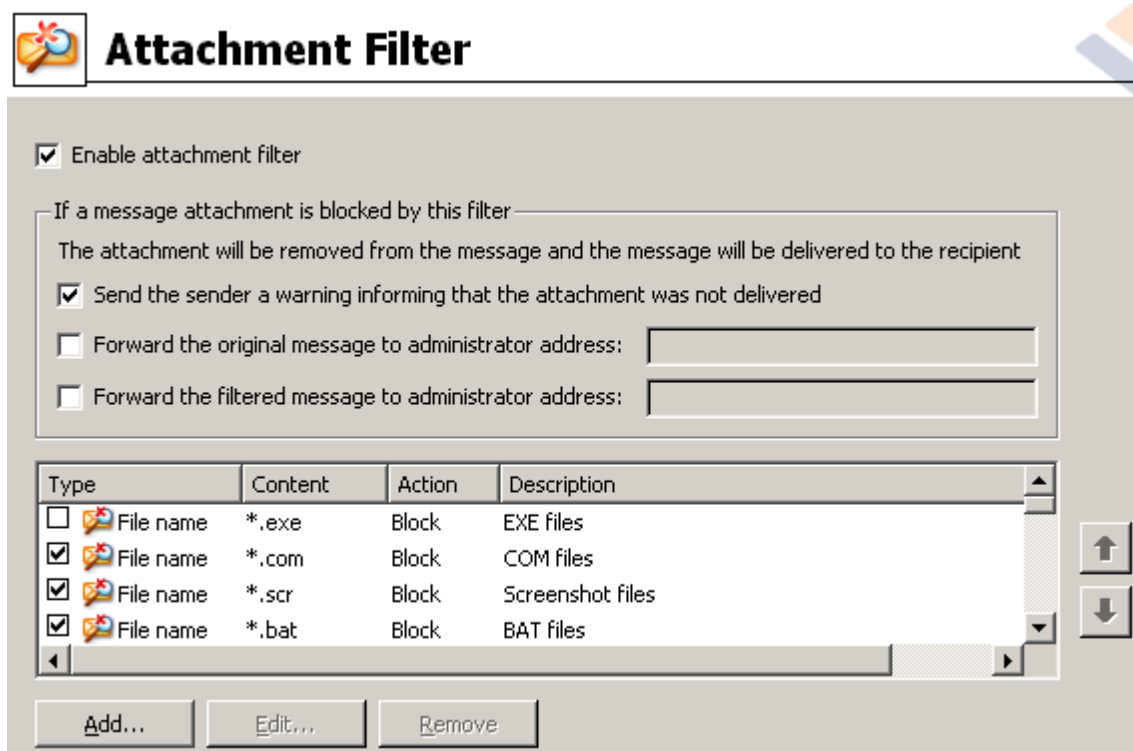 Attachment Filter
Enable attachment filter
If a message attachment is blocked by this filter
The attachment will be removed from the message and the message will be delivered to the recipient
Send the sender a warning informing that the attachment was not delivered
Forward the original message to administrator address:
Forward the filtered message to administrator address:
Type Content Action Description
File name *.exe Block EXE files
File name *.com Block COM files
File name *.scr Block Screenshot files
File name *.bat Block BAT files
Add... Edit... Remove